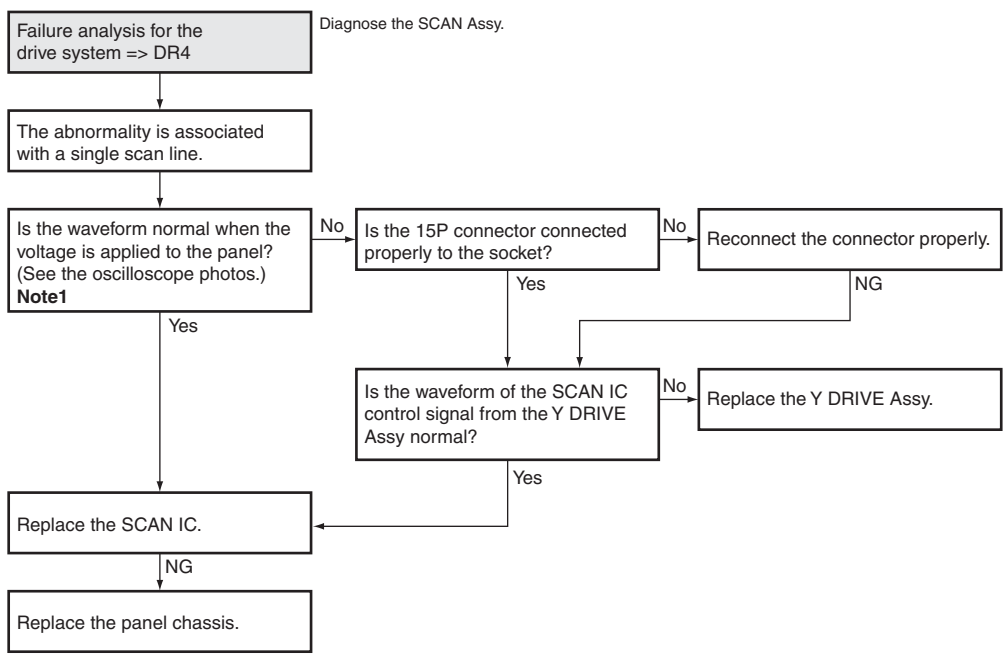 Failure analysis for the
drive system => DR4
Diagnose the SCAN Assy.
The abnormality is associated
with a single scan line.
Is the waveform normal when the
voltage is applied to the panel?
(See the oscilloscope photos.)
Note1
No
Is the 15P connector connected
properly to the socket?
No
Reconnect the connector properly.
Yes
NG
Yes
Is the waveform of the SCAN IC
control signal from the Y DRIVE
Assy normal?
No
Replace the Y DRIVE Assy.
Yes
Replace the SCAN IC.
NG
Replace the panel chassis.